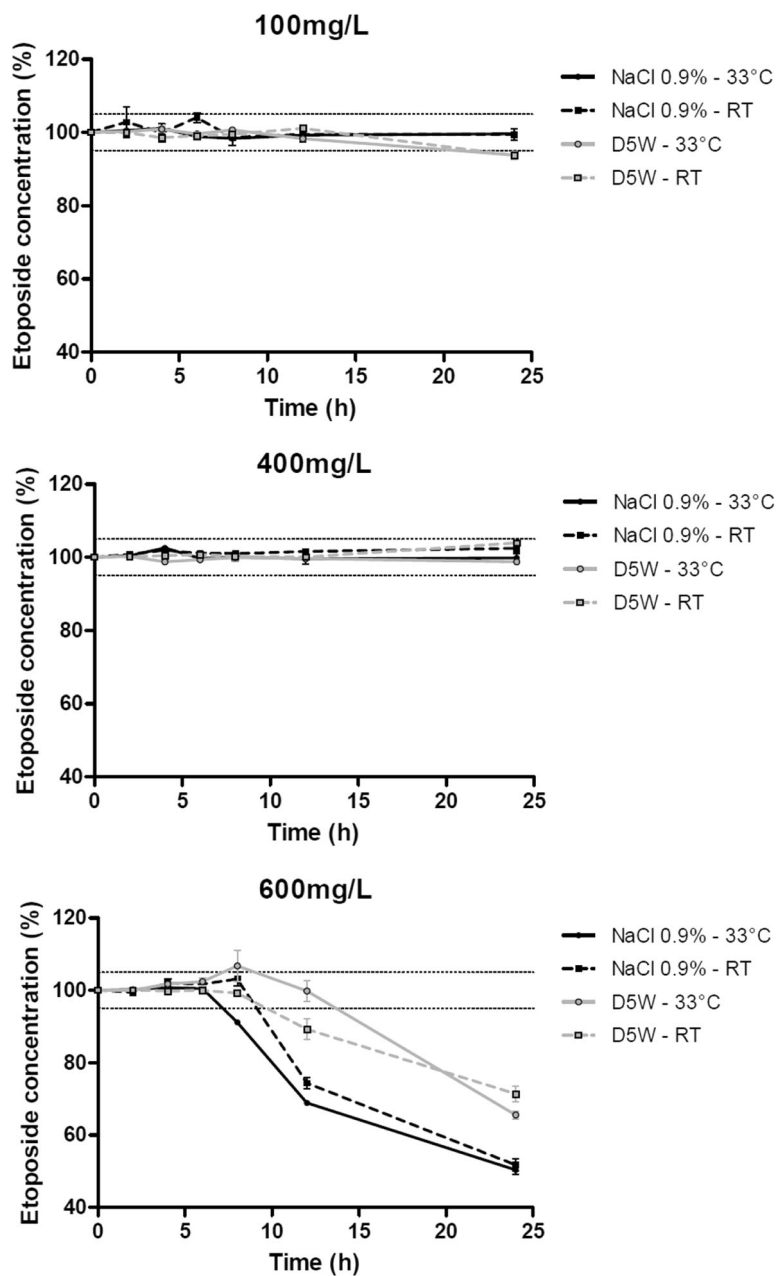 100mg/L
Etoposide concentration (%)
120
100
80
60
40
0
5
10
15
20
25
Time (h)
NaCl 0.9% - 33°C
NaCl 0.9% - RT
D5W - 33°C
D5W - RT
400mg/L
Etoposide concentration (%)
120
100
80
60
40
0
5
10
15
20
25
Time (h)
NaCl 0.9% - 33°C
NaCl 0.9% - RT
D5W - 33°C
D5W - RT
600mg/L
Etoposide concentration (%)
120
100
80
60
40
0
5
10
15
20
25
Time (h)
NaCl 0.9% - 33°C
NaCl 0.9% - RT
D5W - 33°C
D5W - RT